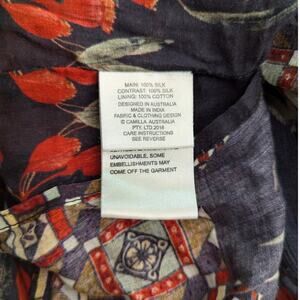 MAIN: 100% SILK
CONTRAST: 100% SILK
LINING: 100% COTTON
DESIGNED IN AUSTRALIA
MADE IN INDIA
FABRIC & CLOTHING DESIGN
© CAMILLA AUSTRALIA
PTY. LTD 2018
CARE INSTRUCTIONS
SEE REVERSE
UNAVOIDABLE. SOME
EMBELLISHMENTS MAY
COME OFF THE GARMENT